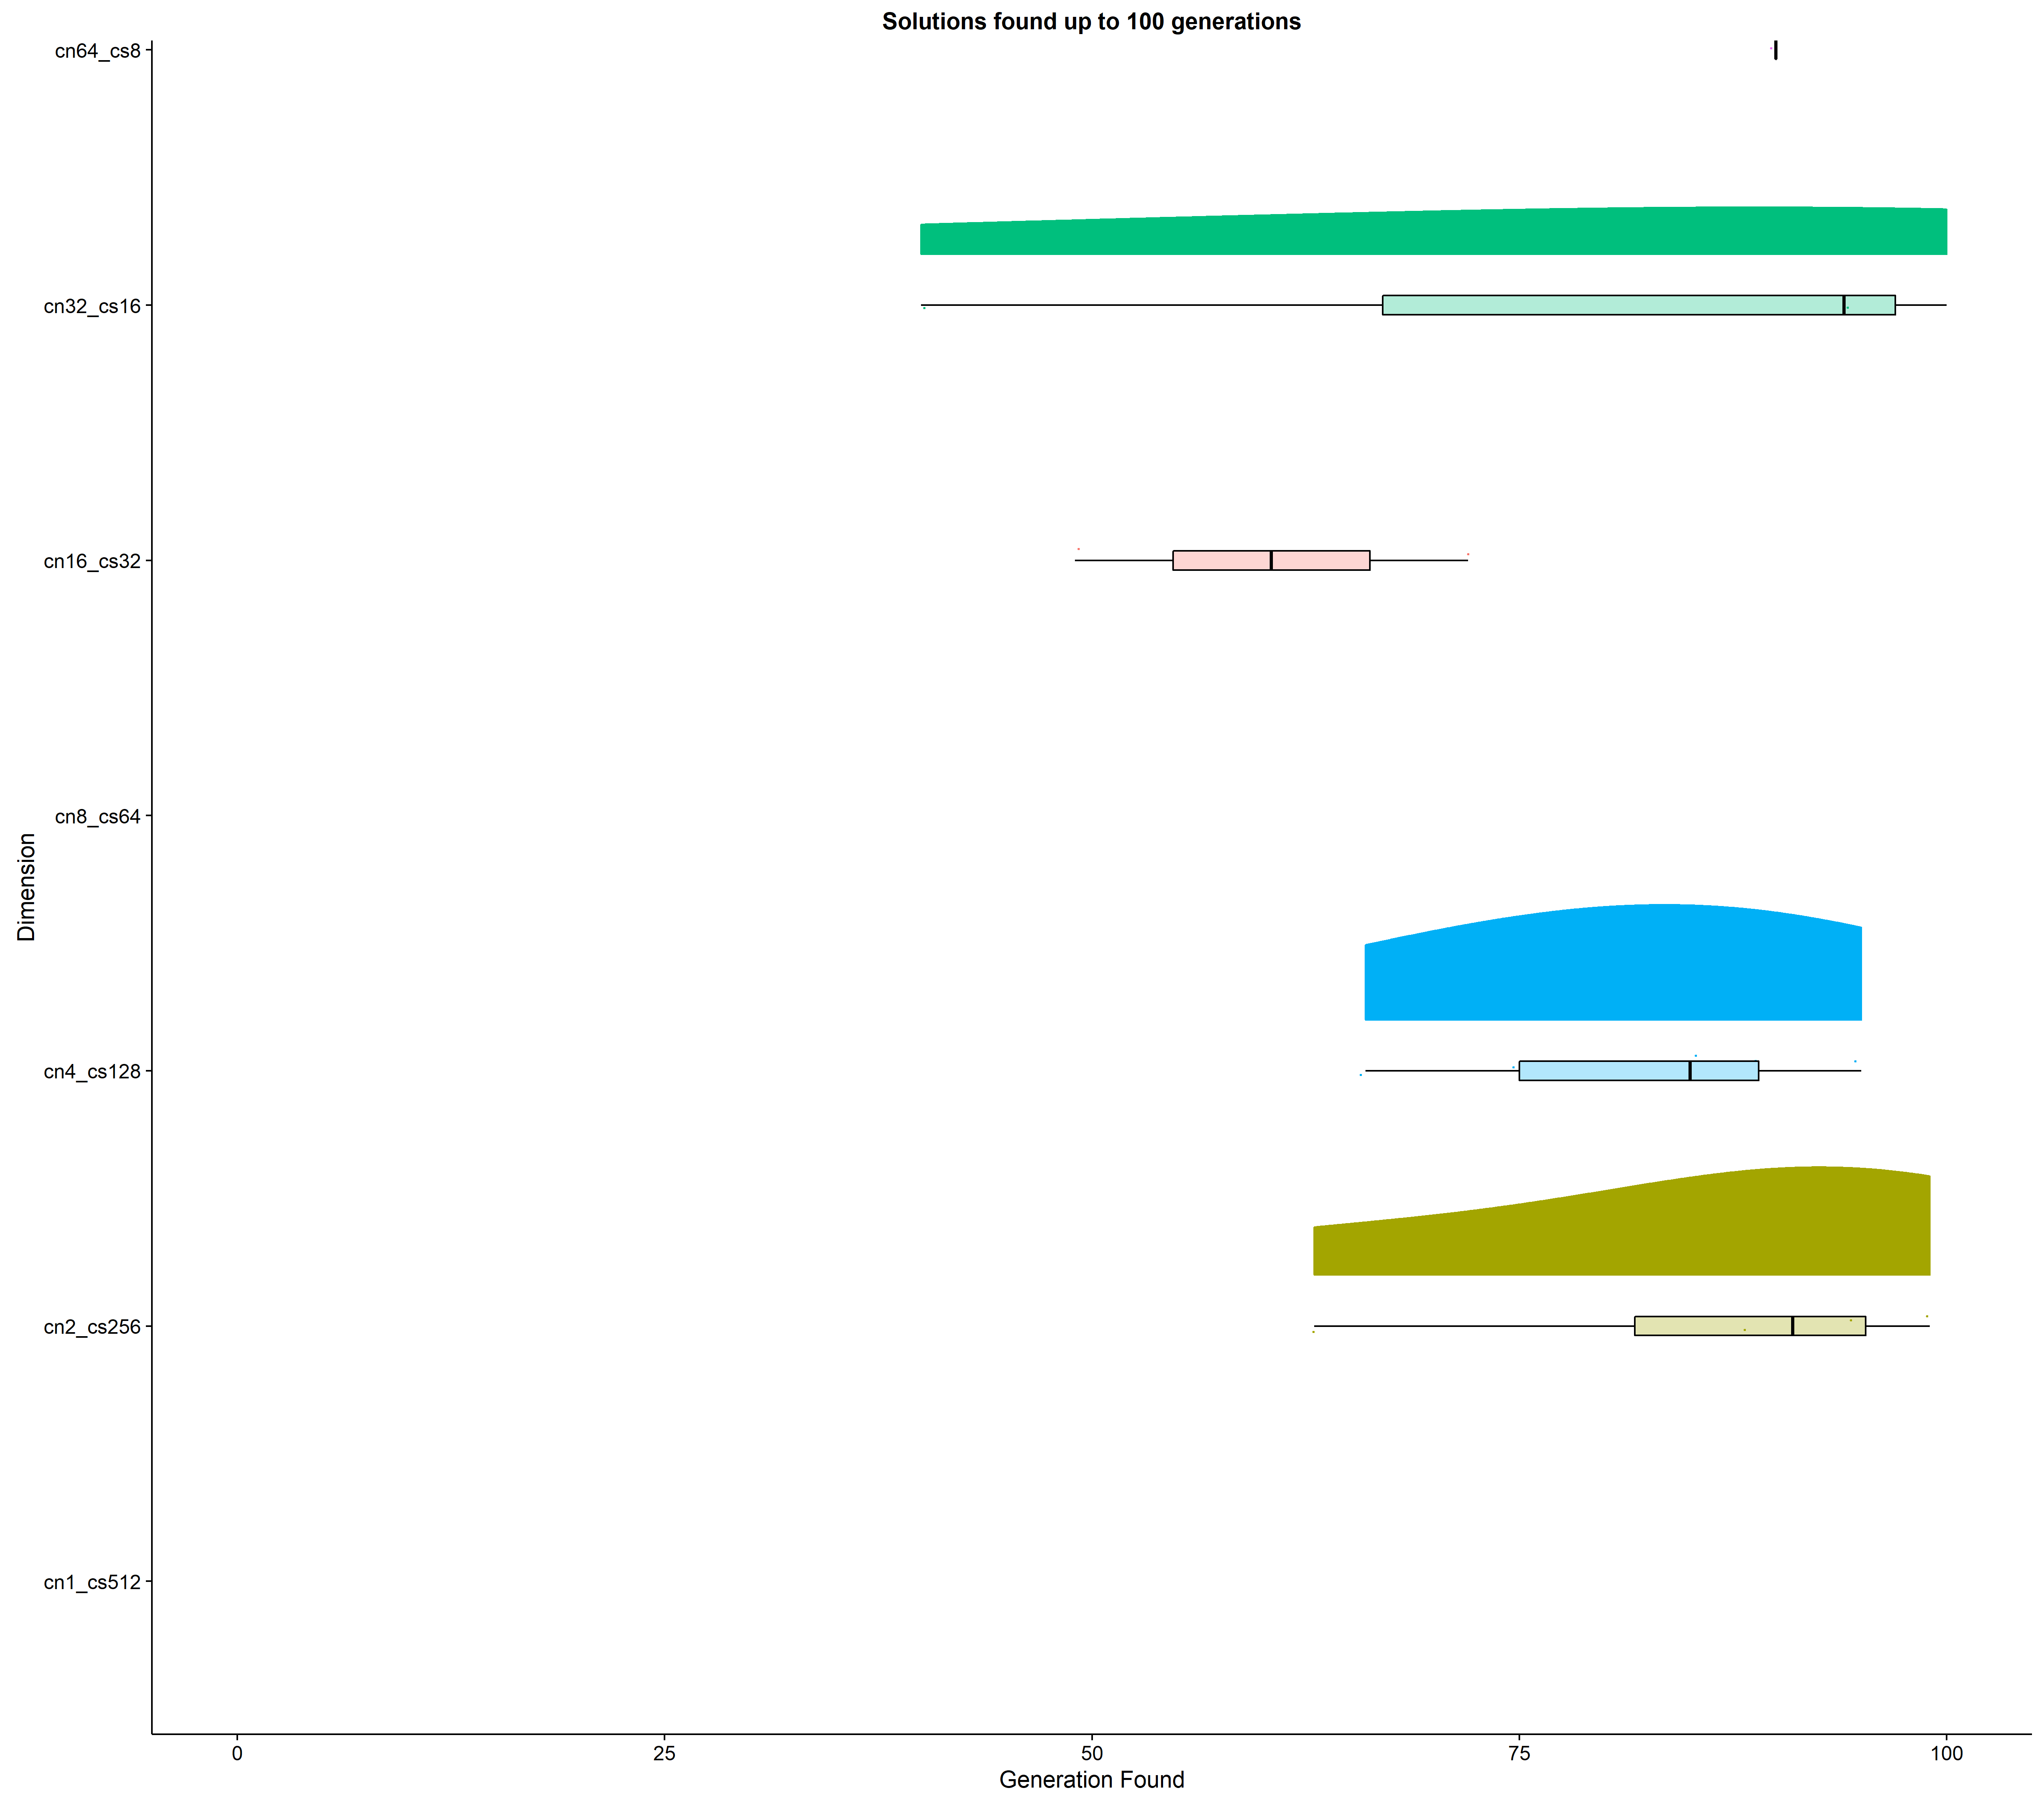 Solutions found up to 100 generations
cn64_cs8
cn32_cs16
cn16_cs32
cn8_cs64
Dimension
cn4_cs128
cn2_cs256
cn1_cs512
0 25 50 75 100
Generation Found